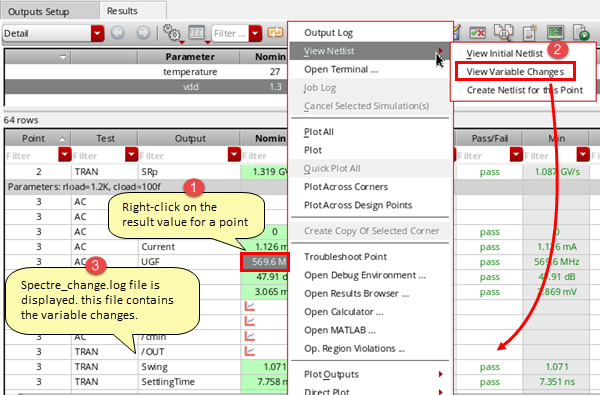 Outputs Setup
Results
Detail
Filter ...
Parameter
Nomin
temperature
27
vdd
1.3
64 rows
Point
Test
Output
Nomin
Pass/Fail
Min
Filter
Filter
Filter
Filter
Filter
Filter
2
TRAN
SRp
1.319 GV
pass
1.087 GV/s
Parameters: rload=1.2K, cload=100f
3
AC
3
AC
3
AC
0
pass
0
3
AC
Current
1.126 m
pass
1.126 mA
3
AC
UGF
569.6 M
pass
569.6 MHz
3
AC
47.91 dB
pass
47.91 dB
3
3.065 m
pass
2.869 mV
3
3
3
/cmin
3
TRAN
/OUT
3
TRAN
Swing
1.071
pass
1.071
3
TRAN
SettlingTime
7.758 n
pass
7.351 ns
1
Right-click on the
result value for a point
3
Spectre_change.log file is
displayed. this file contains
the variable changes.
Output Log
View Netlist
Open Terminal ...
Job Log
Cancel Selected Simulation(s)
Plot All
Plot
Quick Plot All
Plot Across Corners
Plot Across Design Points
Create Copy Of Selected Corner
Troubleshoot Point
Open Debug Environment ...
Open Results Browser ...
Open Calculator ...
Open MATLAB ...
Op. Region Violations ...
Plot Outputs
Direct Plot
2
View Initial Netlist
View Variable Changes
Create Netlist for this Point